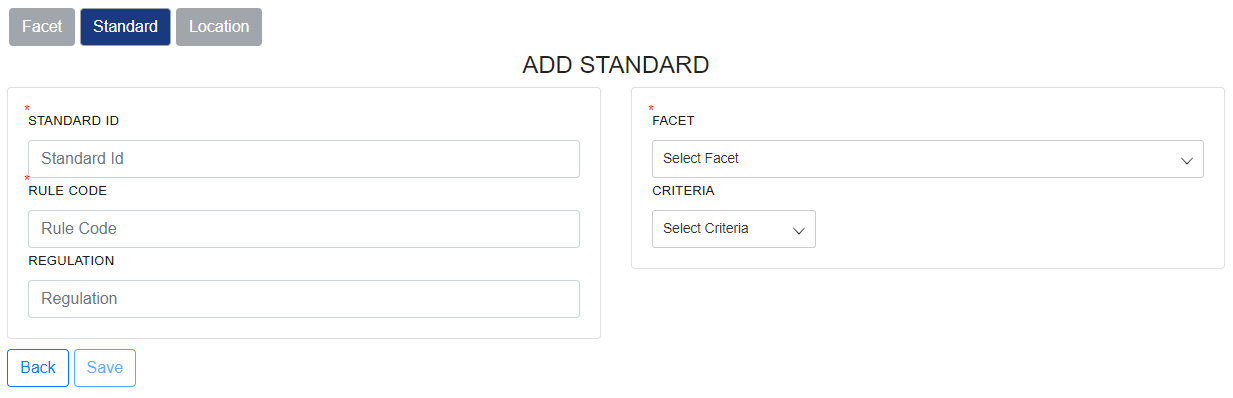 Facet Standard Location
ADD STANDARD
*
STANDARD ID
Standard Id
*
RULE CODE
Rule Code
REGULATION
Regulation
*
FACET
Select Facet
CRITERIA
Select Criteria
Back Save